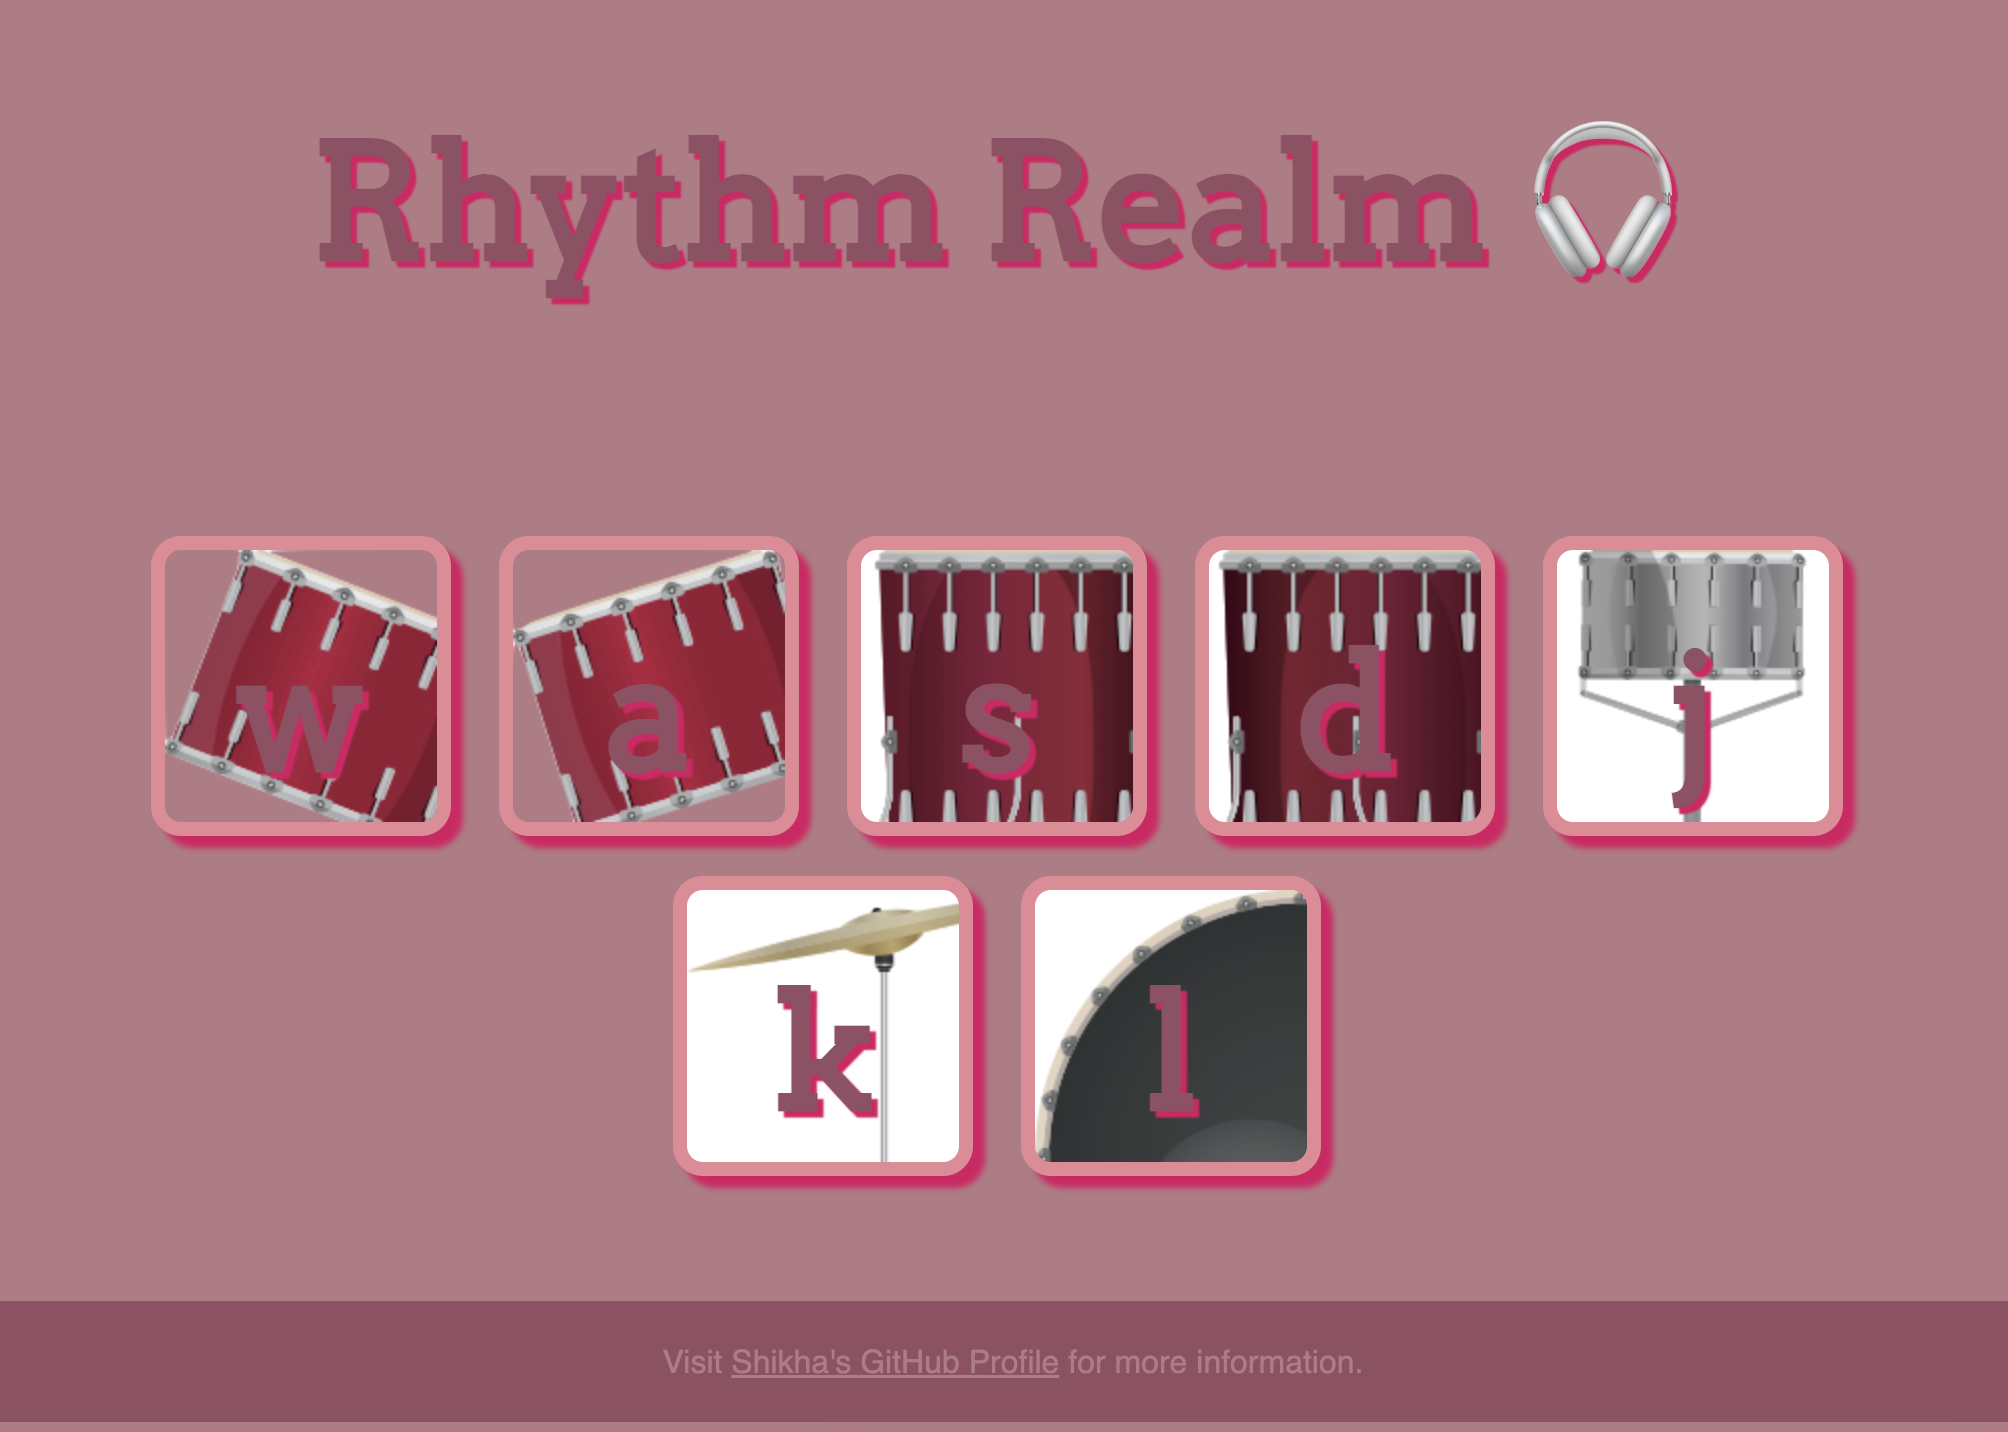 Rhythm Realm 🎧
w a s d j
k l
Visit Shikha's GitHub Profile for more information.